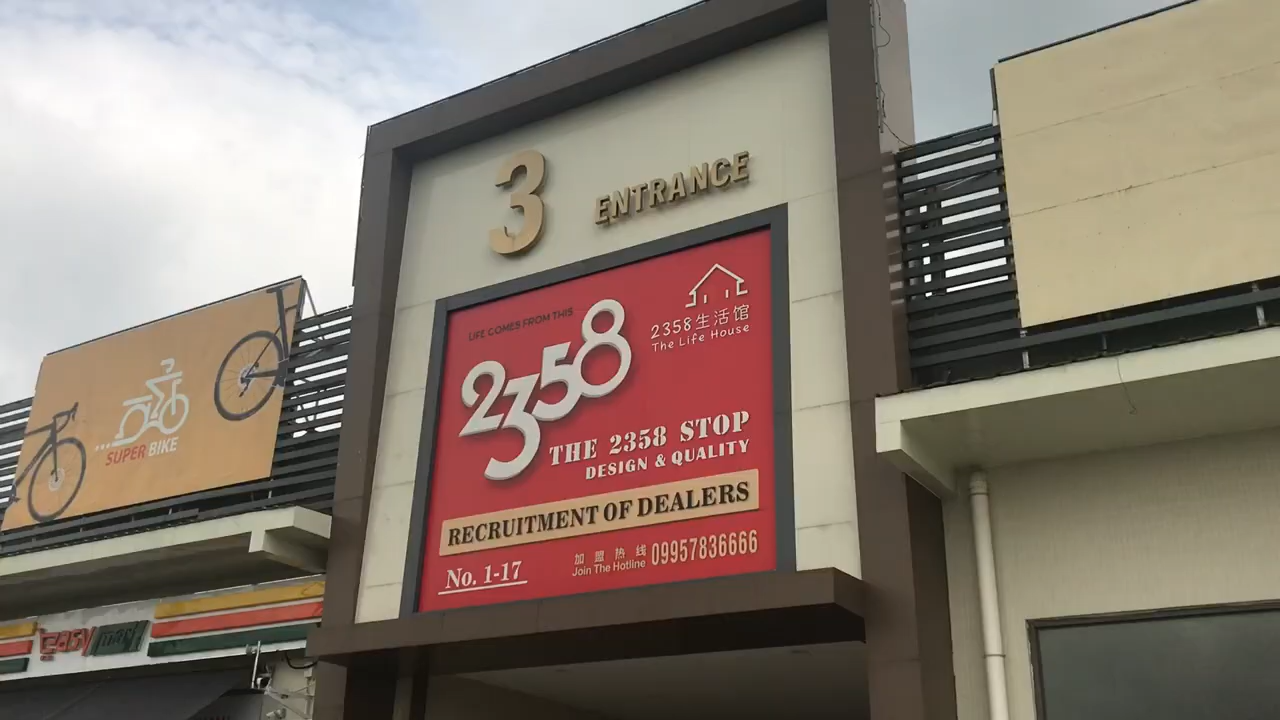 3
ENTRANCE
LIFE COMES FROM THIS
2358
2358生活馆
The Life House
THE 2358 STOP
DESIGN & QUALITY
RECRUITMENT OF DEALERS
No. 1-17
加盟热线
Join The Hotline
09957836666
...SUPER BIKE
Easy mart